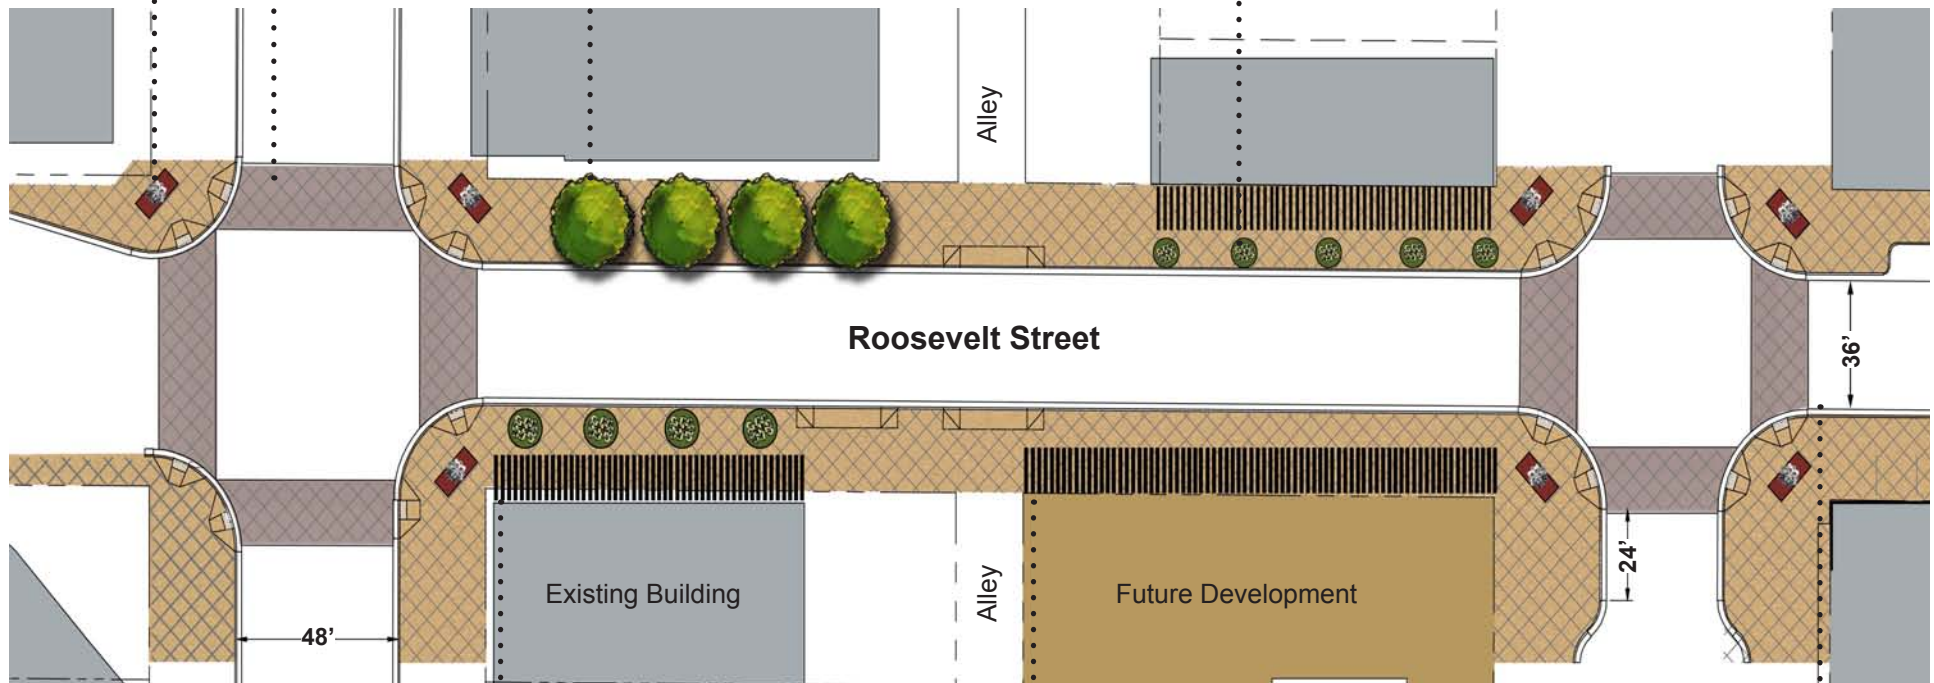 Alley
Roosevelt Street
36’
Existing Building
Alley
Future Development
24’
48’